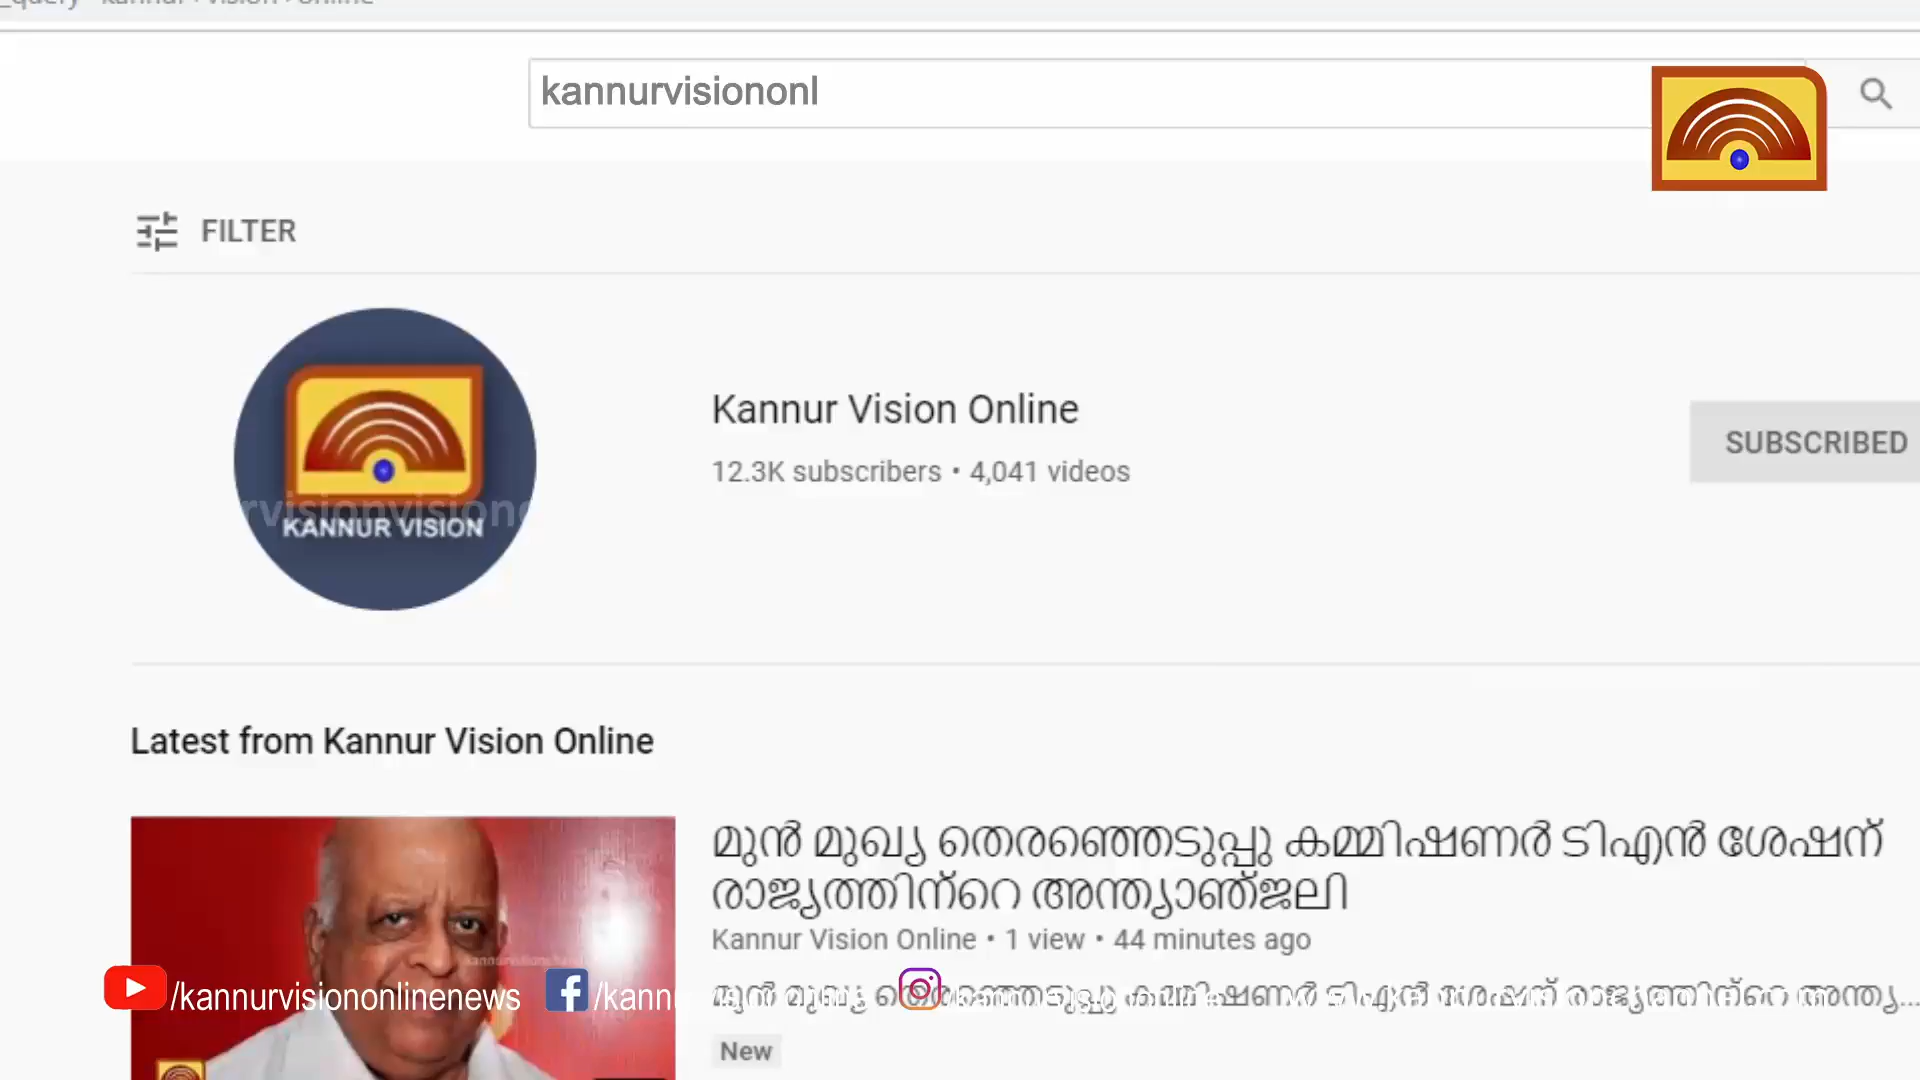 kannurvisiononl
FILTER
Kannur Vision Online
12.3K subscribers • 4,041 videos
SUBSCRIBED
KANNUR VISION
Latest from Kannur Vision Online
മുൻ മുഖ്യ തെരഞ്ഞെടുപ്പു കമ്മിഷണർ ടിഎൻ ശേഷന്
രാജ്യത്തിന്റെ അന്ത്യാഞ്ജലി
Kannur Vision Online • 1 view • 44 minutes ago
/kannurvisiononlinenews
/kann
New